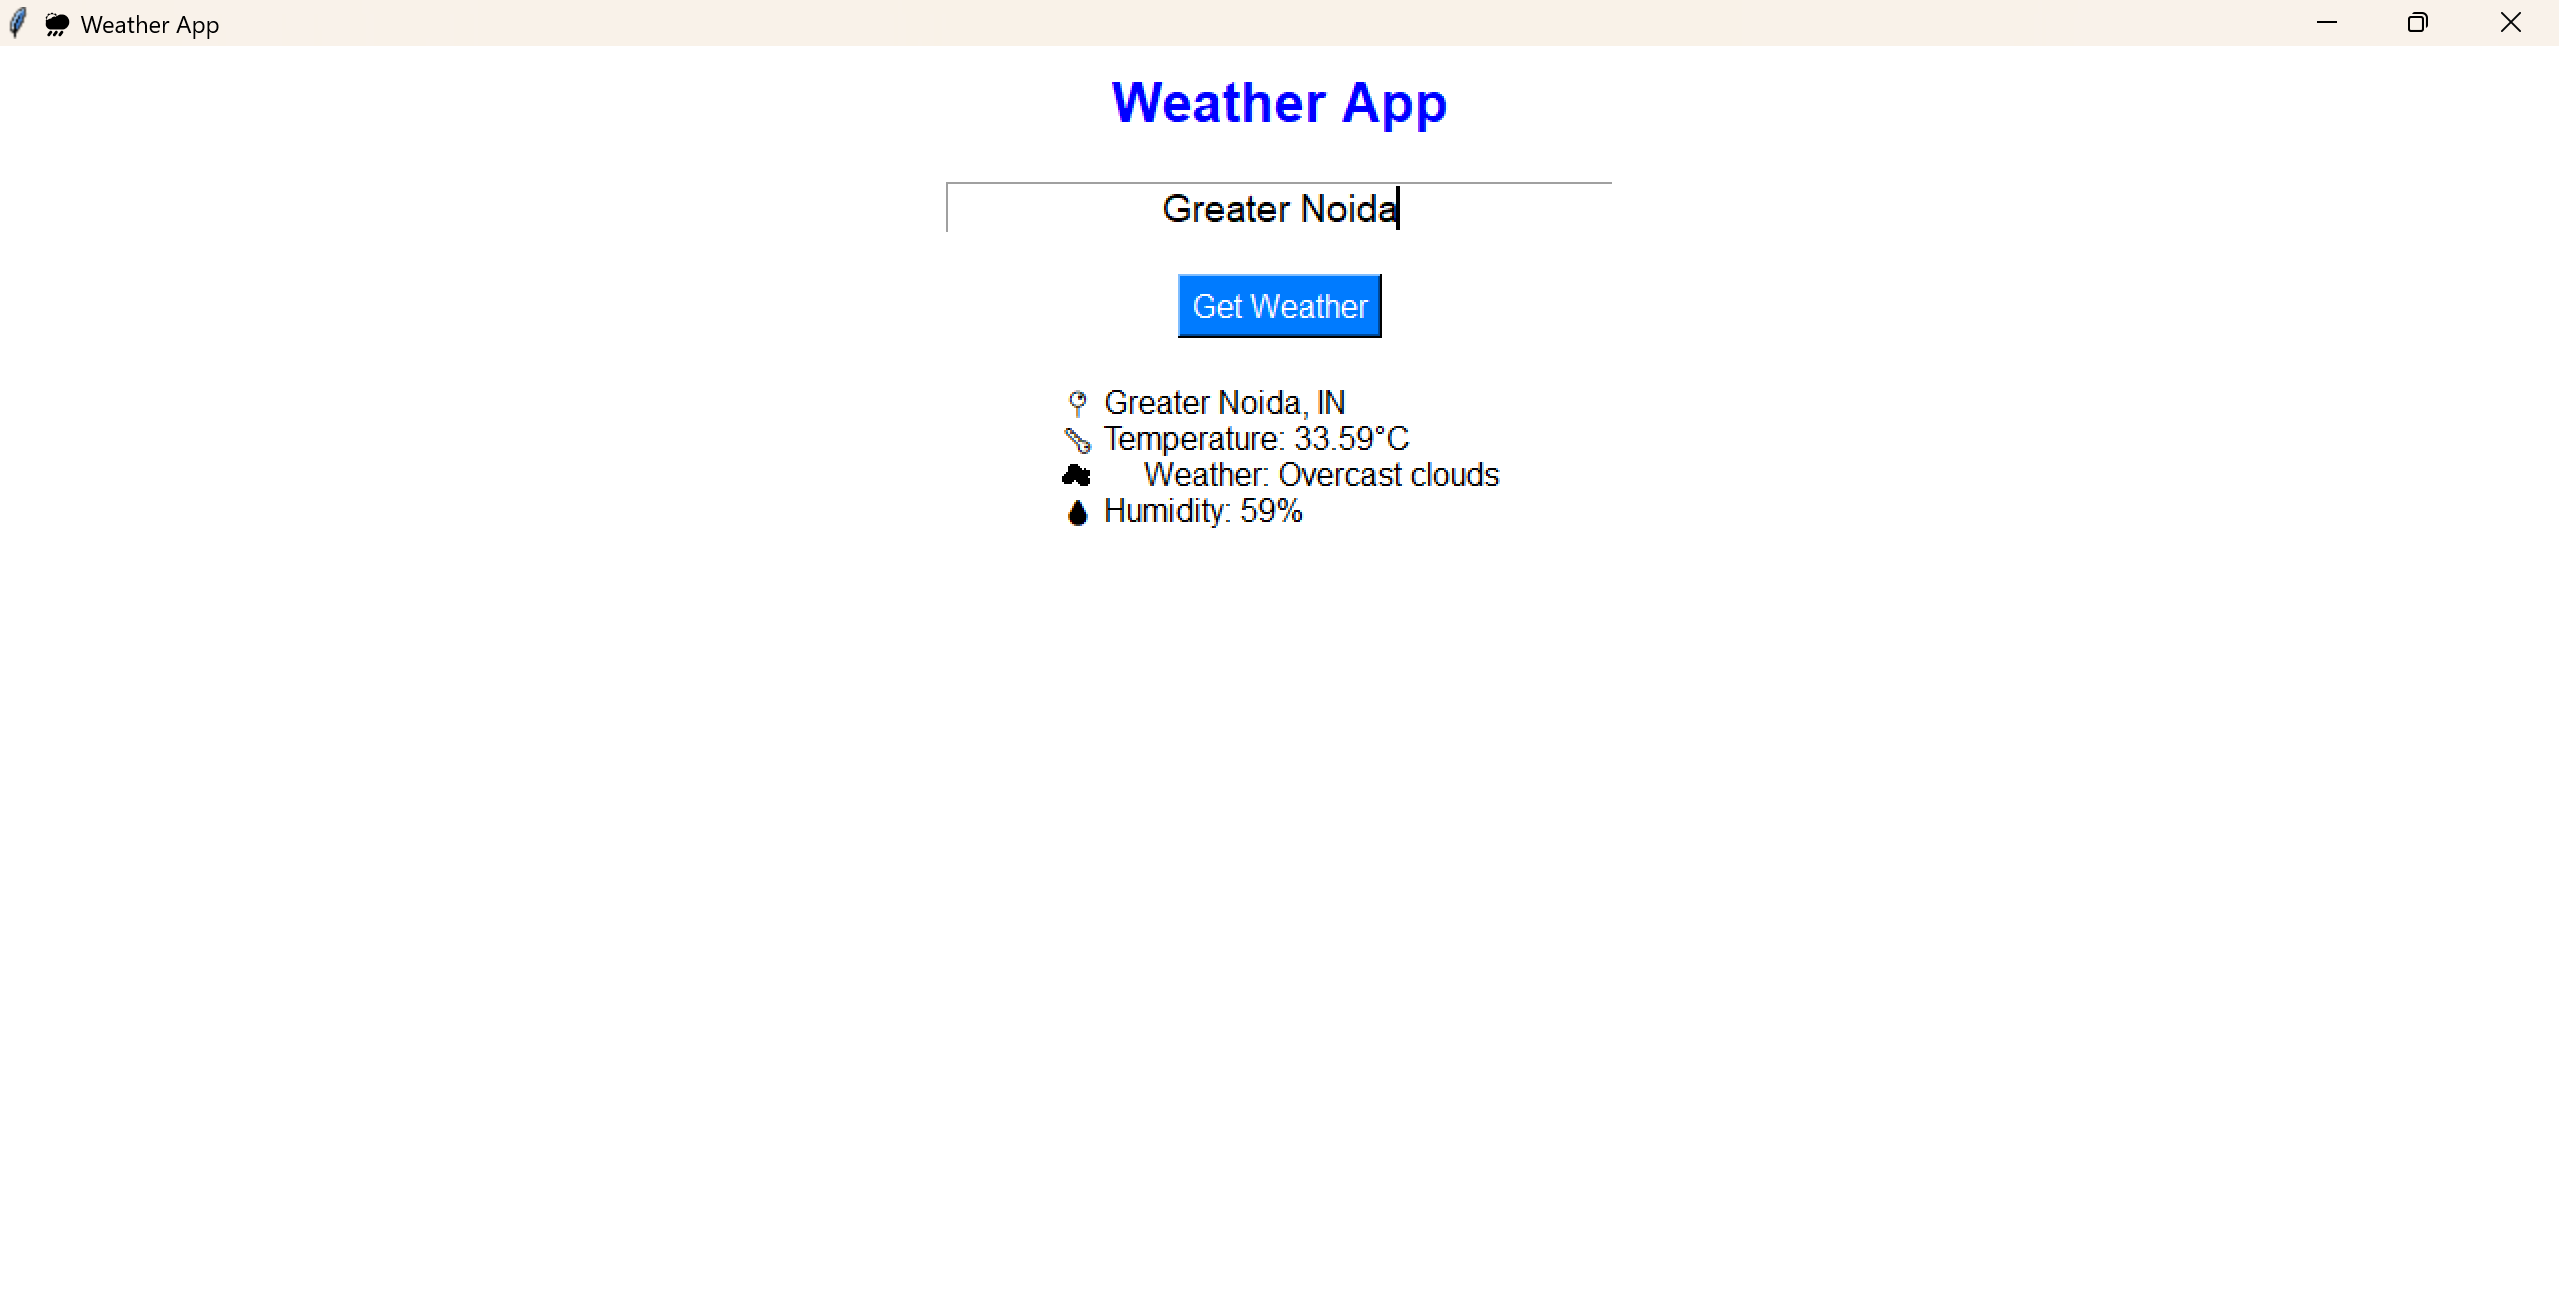 Weather App
Weather App
Greater Noida
Get Weather
Greater Noida, IN
Temperature: 33.59°C
Weather: Overcast clouds
Humidity: 59%